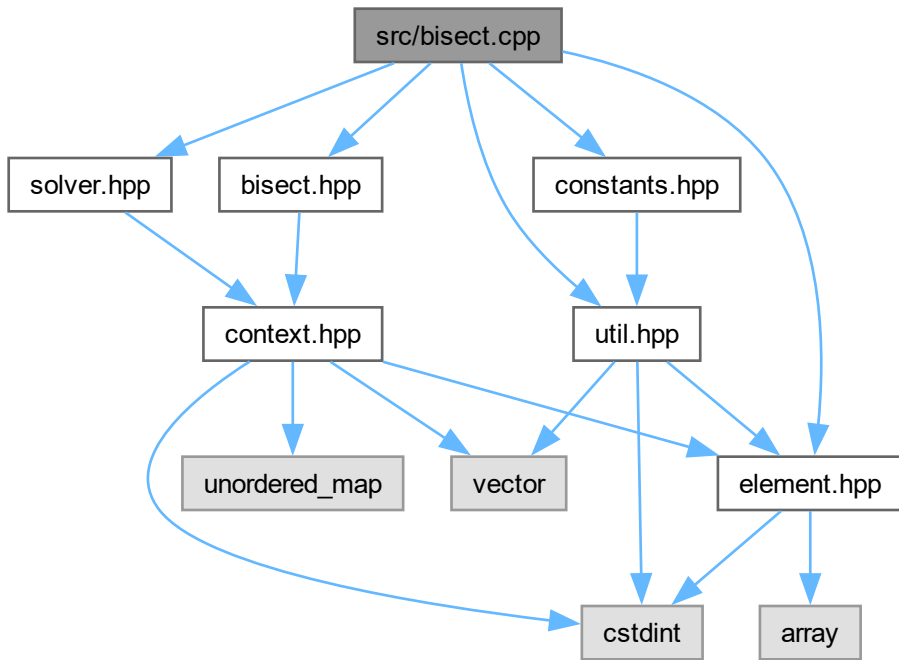 src/bisect.cpp
solver.hpp
bisect.hpp
constants.hpp
context.hpp
util.hpp
unordered_map
vector
element.hpp
cstdint
array